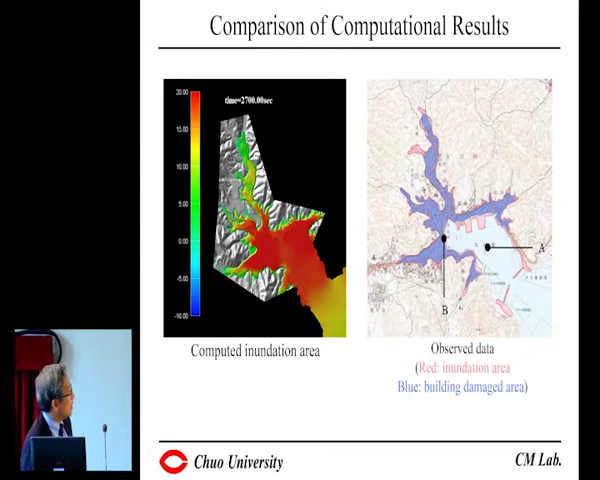 Comparison of Computational Results
time=2700.00sec
20.00
15.00
10.00
5.00
0.00
-5.00
-10.00
A
B
Computed inundation area
Observed data
(Red: inundation area
Blue: building damaged area)
Chuo University
CM Lab.